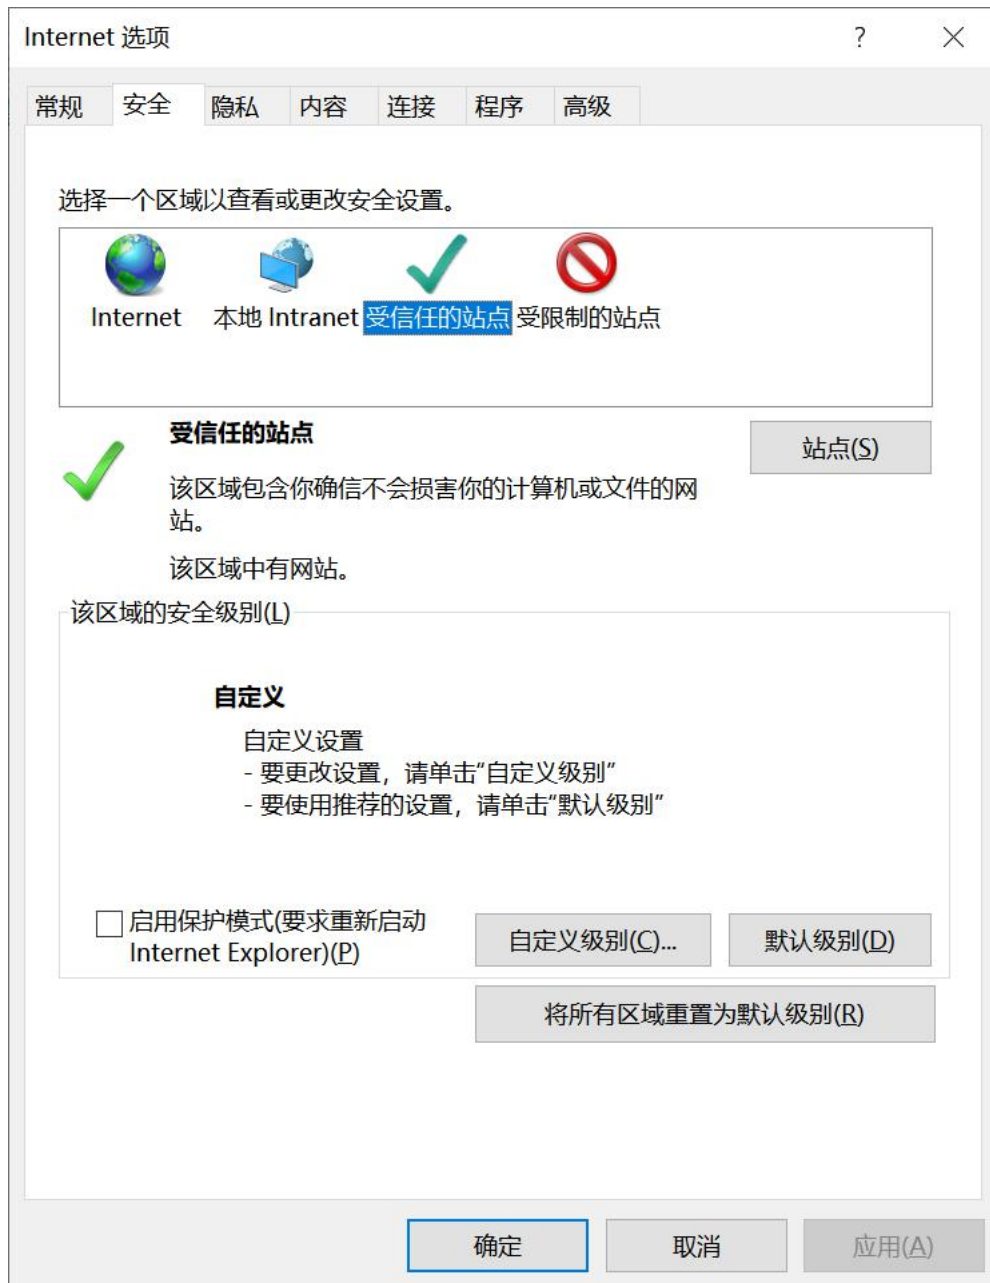 Internet 选项
?
常规 安全 隐私 内容 连接 程序 高级
选择一个区域以查看或更改安全设置。
Internet 本地 Intranet 受信任的站点 受限制的站点
受信任的站点
站点(S)
该区域包含你确信不会损害你的计算机或文件的网
站。
该区域中有网站。
该区域的安全级别(L)
自定义
自定义设置
- 要更改设置，请单击“自定义级别”
- 要使用推荐的设置，请单击“默认级别”
启用保护模式(要求重新启动
Internet Explorer)(P)
自定义级别(C)... 默认级别(D)
将所有区域重置为默认级别(R)
确定 取消 应用(A)